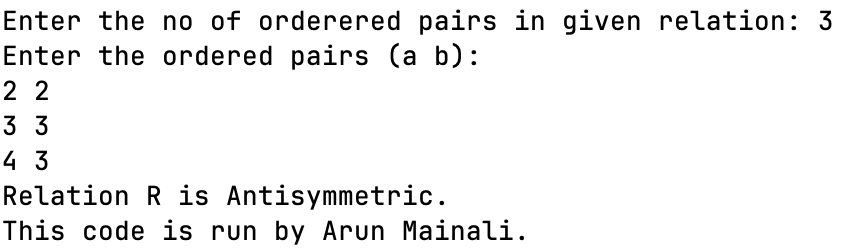 Enter the no of orderered pairs in given relation: 3
Enter the ordered pairs (a b):
2 2
3 3
4 3
Relation R is Antisymmetric.
This code is run by Arun Mainali.